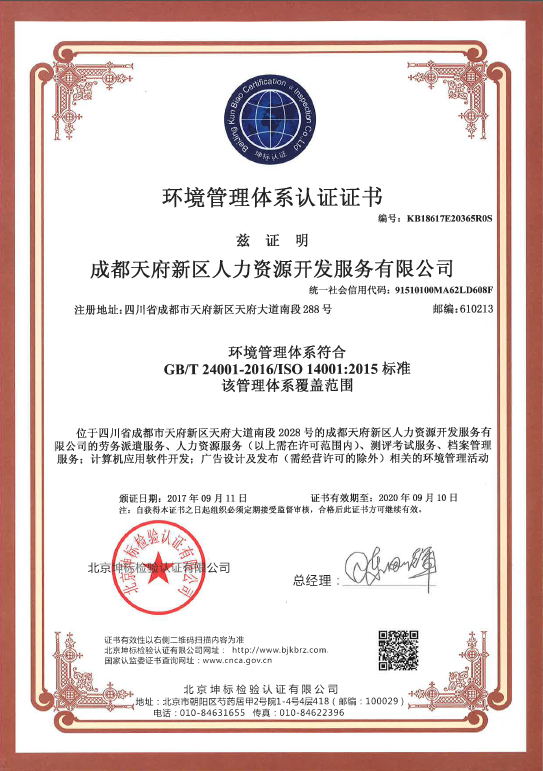 Beijing Kun Biao Certification & Inspection Co., Ltd
坤标认证
环境管理体系认证证书
编号：KB18617E20365R0S
兹 证 明
成都天府新区人力资源开发服务有限公司
统一社会信用代码：91510100MA62LD608F
注册地址：四川省成都市天府新区天府大道南段 288 号 邮编：610213
环境管理体系符合
GB/T 24001-2016/ISO 14001:2015 标准
该管理体系覆盖范围
位于四川省成都市天府新区天府大道南段 2028 号的成都天府新区人力资源开发服务有
限公司的劳务派遣服务、人力资源服务（以上需在许可范围内）、测评考试服务、档案管理
服务；计算机应用软件开发；广告设计及发布（需经营许可的除外）相关的环境管理活动
颁证日期：2017 年 09 月 11 日 证书有效期至：2020 年 09 月 10 日
注：自获得本证书之日起组织必须定期接受监督审核，合格后此证书方可继续有效。
北京坤标检验认证有限公司
北京坤标检验认证有限公司
总经理：
证书有效性以右侧二维码扫描内容为准
北京坤标检验认证有限公司网址： http://www.bjkbrz.com
国家认监委证书查询网址：www.cnca.gov.cn
北京坤标检验认证有限公司
地址：北京市朝阳区芍药居甲2号院1-4号4层418（邮编：100029）
电话：010-84631655 传真：010-84622396